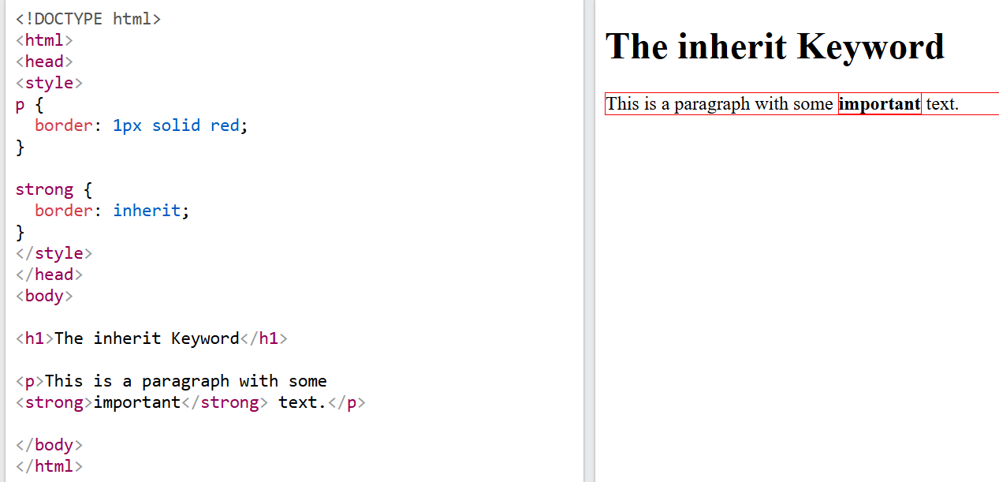 <!DOCTYPE html>
<html>
<head>
<style>
p {
  border: 1px solid red;
}

strong {
  border: inherit;
}
</style>
</head>
<body>

<h1>The inherit Keyword</h1>

<p>This is a paragraph with some
<strong>important</strong> text.</p>

</body>
</html>
The inherit Keyword
This is a paragraph with some important text.